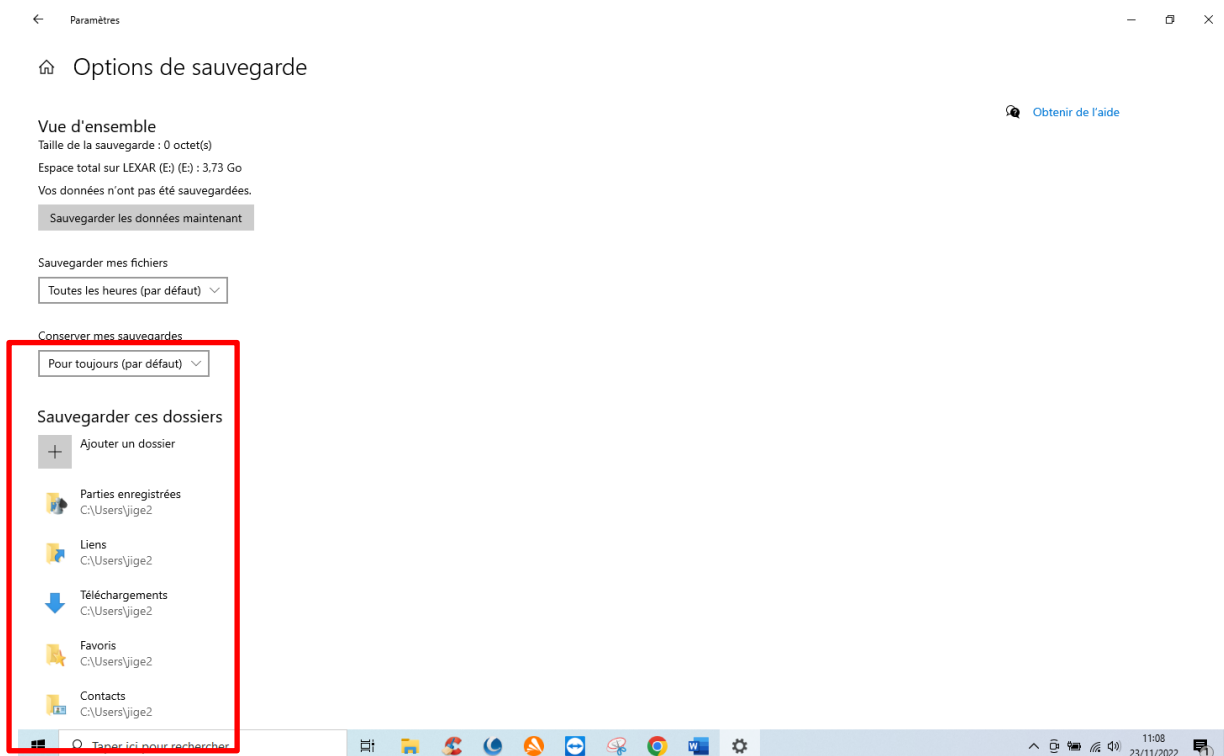 Paramètres
Options de sauvegarde
Obtenir de l'aide
Vue d'ensemble
Taille de la sauvegarde : 0 octet(s)
Espace total sur LEXAR (E:) (E:) : 3,73 Go
Vos données n'ont pas été sauvegardées.
Sauvegarder les données maintenant
Sauvegarder mes fichiers
Toutes les heures (par défaut)
Conserver mes sauvegardes
Pour toujours (par défaut)
Sauvegarder ces dossiers
Ajouter un dossier
Parties enregistrées
C:\Users\jige2
Liens
C:\Users\jige2
Téléchargements
C:\Users\jige2
Favoris
C:\Users\jige2
Contacts
C:\Users\jige2
Taper ici pour rechercher
11:08
23/11/2022